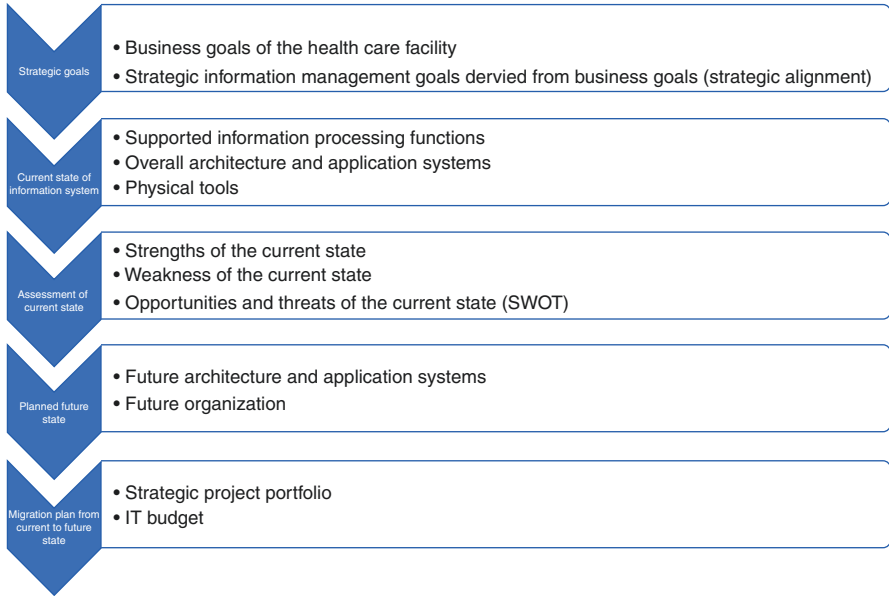 Strategic goals
• Business goals of the health care facility
• Strategic information management goals dervied from business goals (strategic alignment)
Current state of
information system
• Supported information processing functions
• Overall architecture and application systems
• Physical tools
Assessment of
current state
• Strengths of the current state
• Weakness of the current state
• Opportunities and threats of the current state (SWOT)
Planned future
state
• Future architecture and application systems
• Future organization
Migration plan from
current to future
state
• Strategic project portfolio
• IT budget